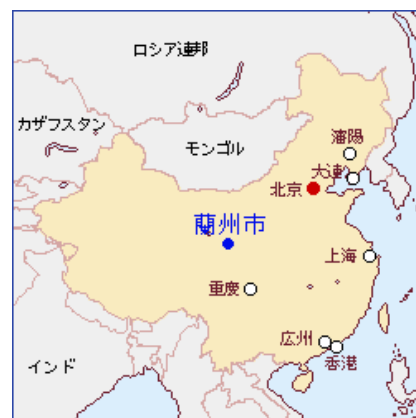 ロシア連邦
カザフスタン
モンゴル
瀋陽
大連
北京
蘭州市
上海
重慶
広州
香港
インド